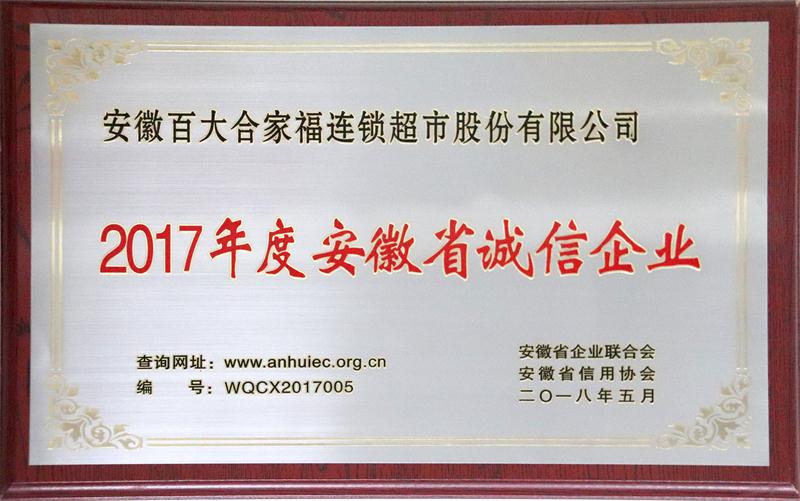 安徽百大合家福连锁超市股份有限公司
2017年度安徽省诚信企业
查询网址：www.anhuiec.org.cn
编 号：WQCX2017005
安徽省企业联合会
安徽省信用协会
二〇一八年五月